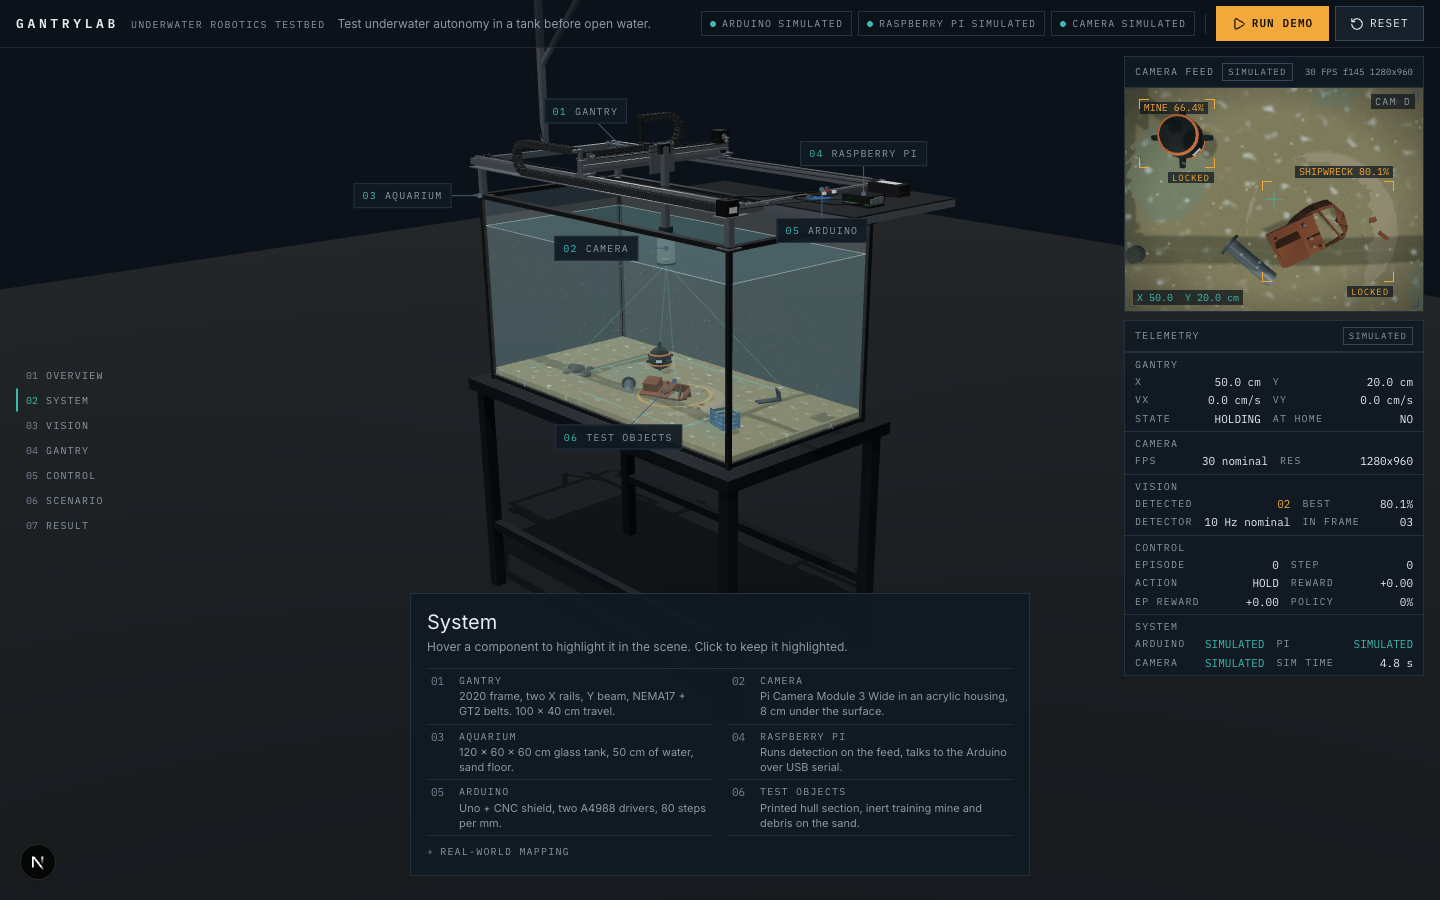 GANTRYLAB UNDERWATER ROBOTICS TESTBED Test underwater autonomy in a tank before open water. ARDUINO SIMULATED RASPBERRY PI SIMULATED CAMERA SIMULATED RUN DEMO RESET
CAMERA FEED SIMULATED 30 FPS f145 1280x960
MINE 66.4% CAM D
LOCKED
SHIPWRECK 80.1%
LOCKED
X 50.0 Y 20.0 cm
01 GANTRY
04 RASPBERRY PI
03 AQUARIUM
05 ARDUINO
02 CAMERA
06 TEST OBJECTS
01 OVERVIEW
02 SYSTEM
03 VISION
04 GANTRY
05 CONTROL
06 SCENARIO
07 RESULT
TELEMETRY SIMULATED
GANTRY
X 50.0 cm Y 20.0 cm
VX 0.0 cm/s VY 0.0 cm/s
STATE HOLDING AT HOME NO
CAMERA
FPS 30 nominal RES 1280x960
VISION
DETECTED 02 BEST 80.1%
DETECTOR 10 Hz nominal IN FRAME 03
CONTROL
EPISODE 0 STEP 0
ACTION HOLD REWARD +0.00
EP REWARD +0.00 POLICY 0%
SYSTEM
ARDUINO SIMULATED PI SIMULATED
CAMERA SIMULATED SIM TIME 4.8 s
System
Hover a component to highlight it in the scene. Click to keep it highlighted.
01 GANTRY
2020 frame, two X rails, Y beam, NEMA17 +
GT2 belts. 100 × 40 cm travel.
02 CAMERA
Pi Camera Module 3 Wide in an acrylic housing,
8 cm under the surface.
03 AQUARIUM
120 × 60 × 60 cm glass tank, 50 cm of water,
sand floor.
04 RASPBERRY PI
Runs detection on the feed, talks to the Arduino
over USB serial.
05 ARDUINO
Uno + CNC shield, two A4988 drivers, 80 steps
per mm.
06 TEST OBJECTS
Printed hull section, inert training mine and
debris on the sand.
+ REAL-WORLD MAPPING
N